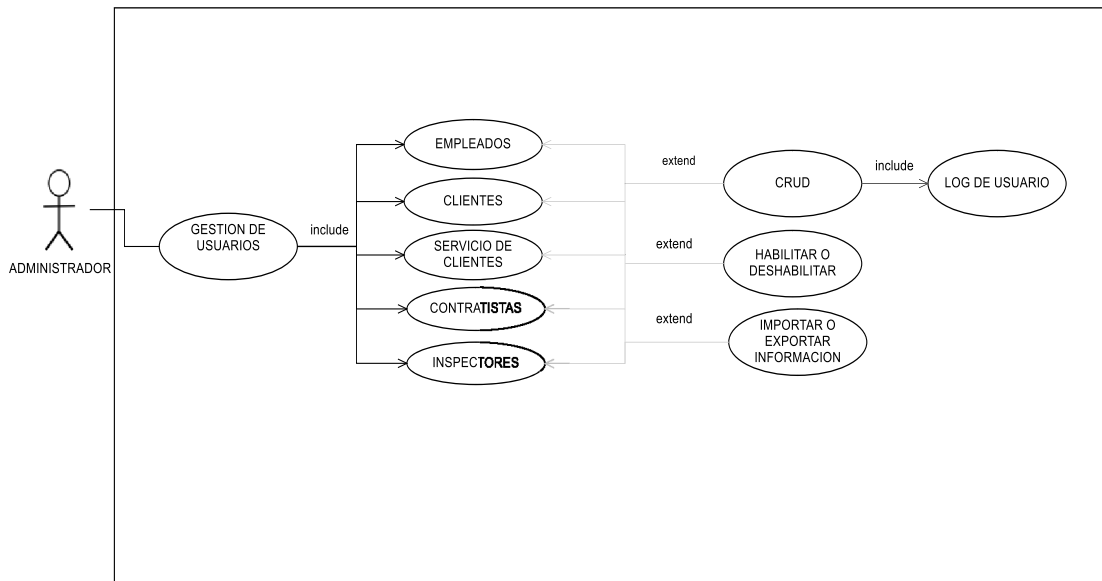 ADMINISTRADOR
GESTION DE
USUARIOS
include
EMPLEADOS
CLIENTES
SERVICIO DE
CLIENTES
CONTRATISTAS
INSPECTORES
extend
extend
extend
CRUD
include
LOG DE USUARIO
HABILITAR O
DESHABILITAR
IMPORTAR O
EXPORTAR
INFORMACION